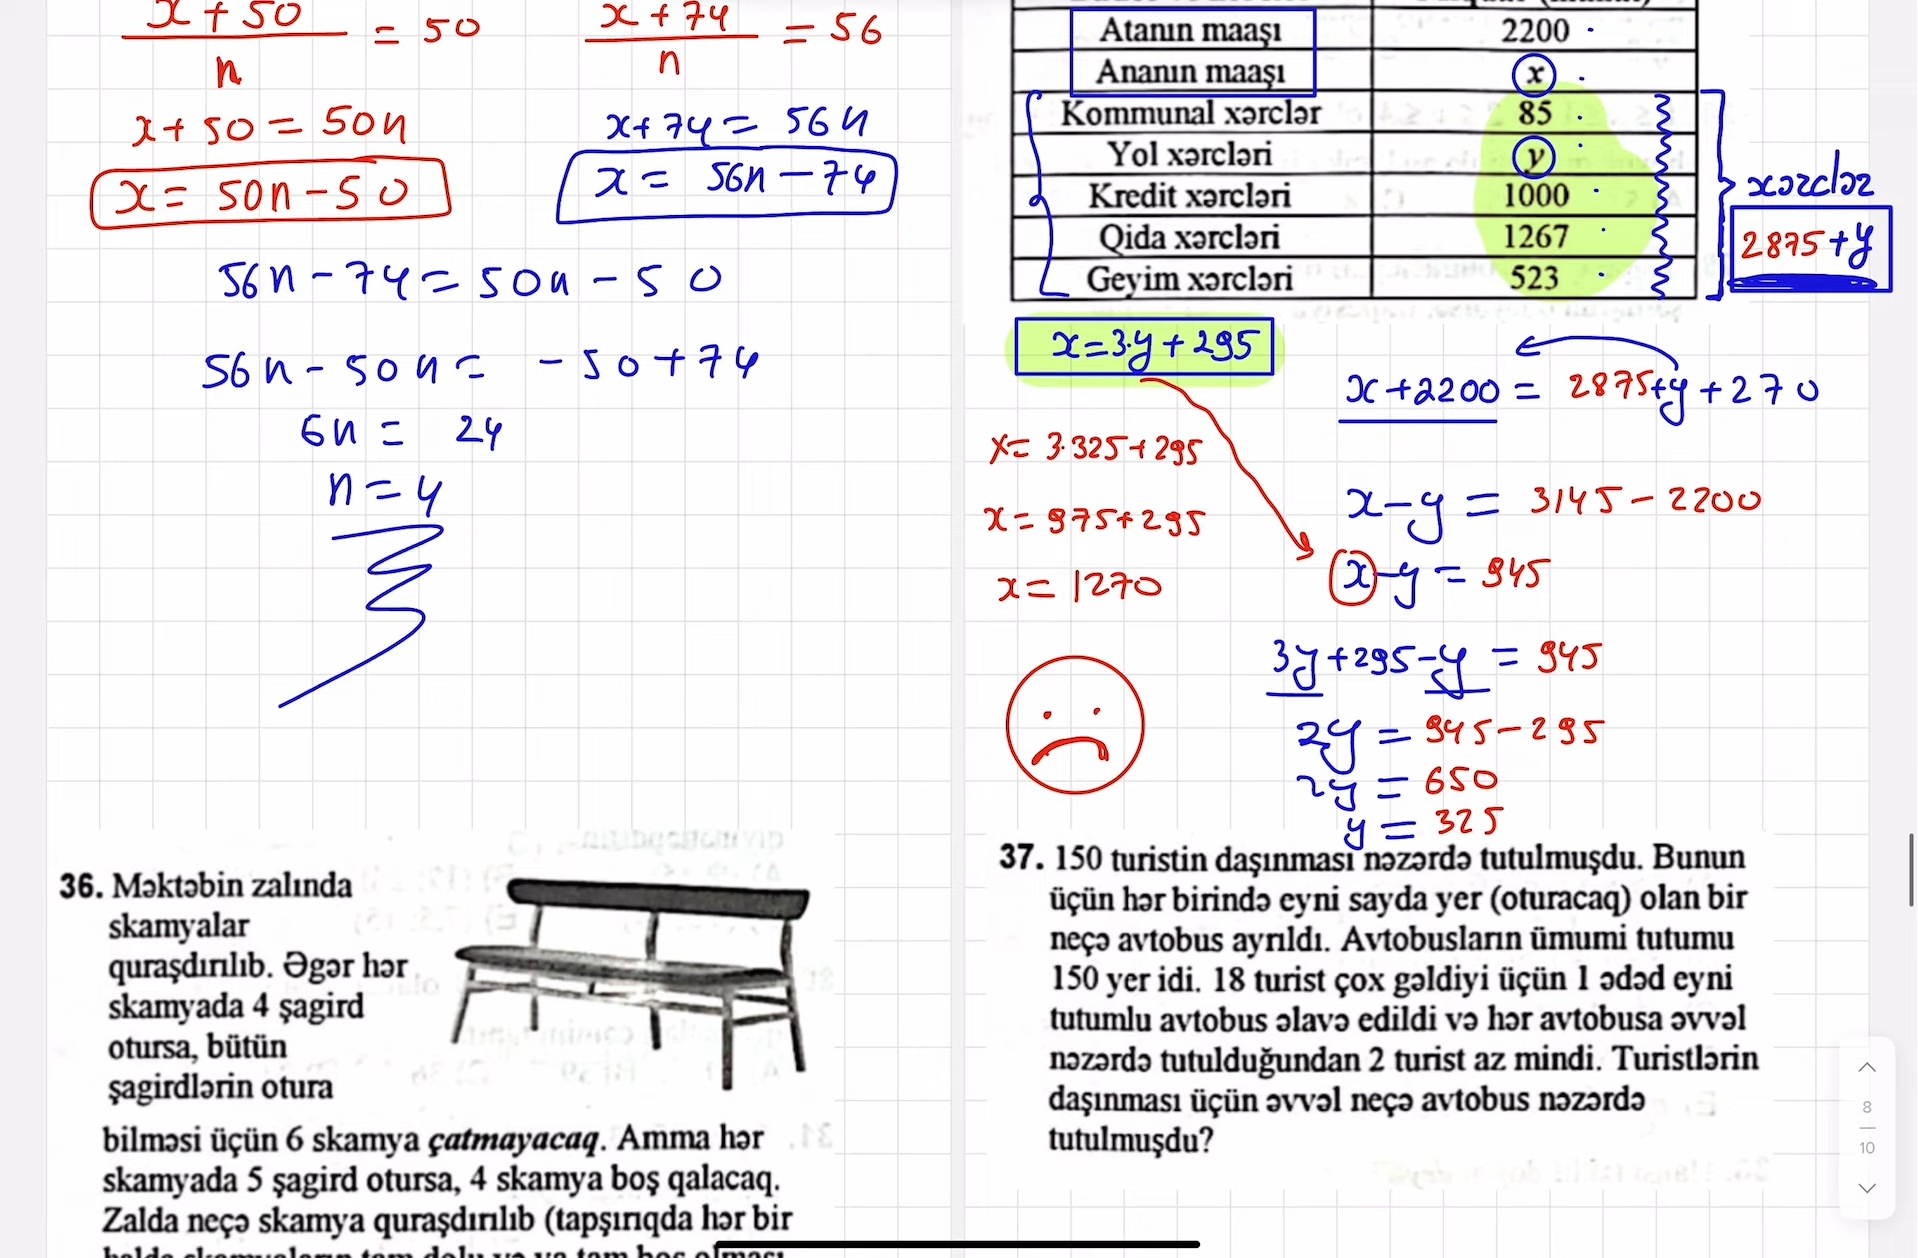 x + 50 / n = 50
x + 74 / n = 56
x + 50 = 50n
x + 74 = 56n
x = 50n - 50
x = 56n - 74
56n - 74 = 50n - 50
56n - 50n = - 50 + 74
6n = 24
n = 4
36. Məktəbin zalında
skamyalar
quraşdırılıb. Əgər hər
skamyada 4 şagird
otursa, bütün
şagirdlərin otura
bilməsi üçün 6 skamya çatmayacaq. Amma hər
skamyada 5 şagird otursa, 4 skamya boş qalacaq.
Zalda neçə skamya quraşdırılıb (tapşırıqda hər bir
Atanın maaşı 2200
Ananın maaşı x
Kommunal xərclər 85
Yol xərcləri y
Kredit xərcləri 1000
Qida xərcləri 1267
Geyim xərcləri 523
xərclər
2875 + y
x = 3·y + 295
x + 2200 = 2875 + y + 270
x = 3·325 + 295
x - y = 3145 - 2200
x = 975 + 295
x - y = 945
x = 1270
3y + 295 - y = 945
2y = 945 - 295
2y = 650
y = 325
37. 150 turistin daşınması nəzərdə tutulmuşdu. Bunun
üçün hər birində eyni sayda yer (oturacaq) olan bir
neçə avtobus ayrıldı. Avtobusların ümumi tutumu
150 yer idi. 18 turist çox gəldiyi üçün 1 ədəd eyni
tutumlu avtobus əlavə edildi və hər avtobusa əvvəl
nəzərdə tutulduğundan 2 turist az mindi. Turistlərin
daşınması üçün əvvəl neçə avtobus nəzərdə
tutulmuşdu?
8
10